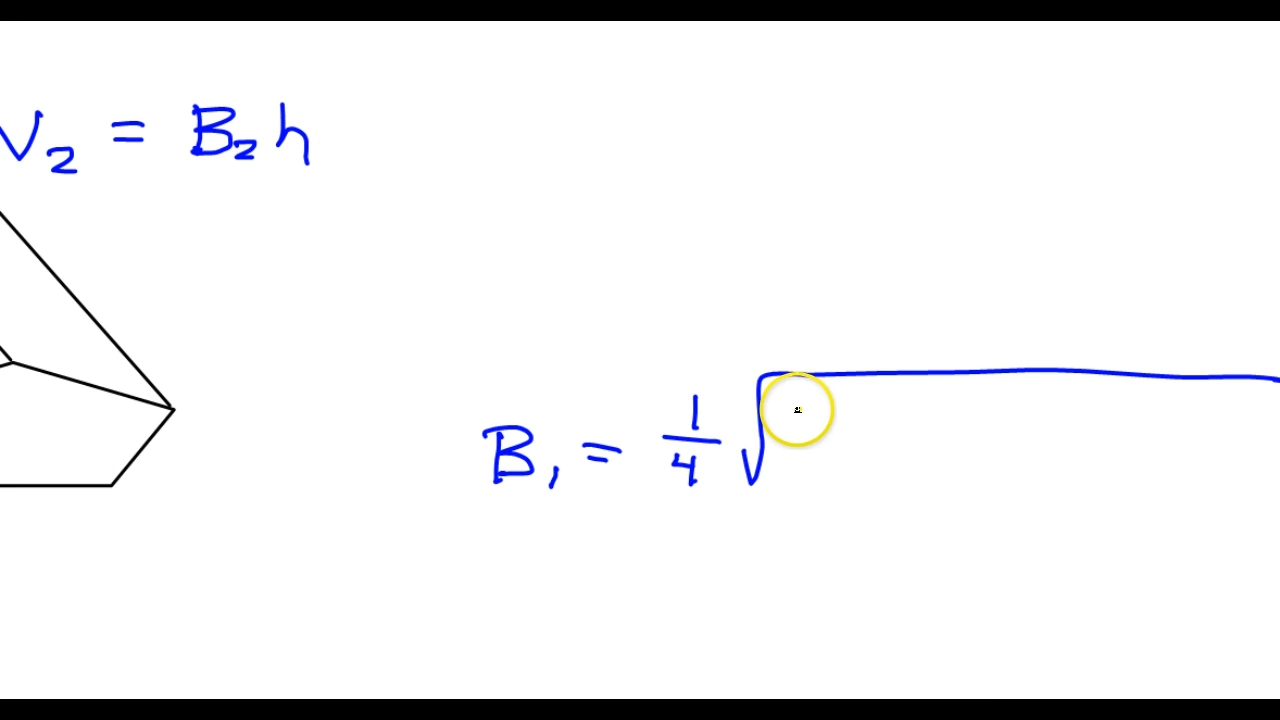 V₂ = B₂h
B₁ = 1/4 √